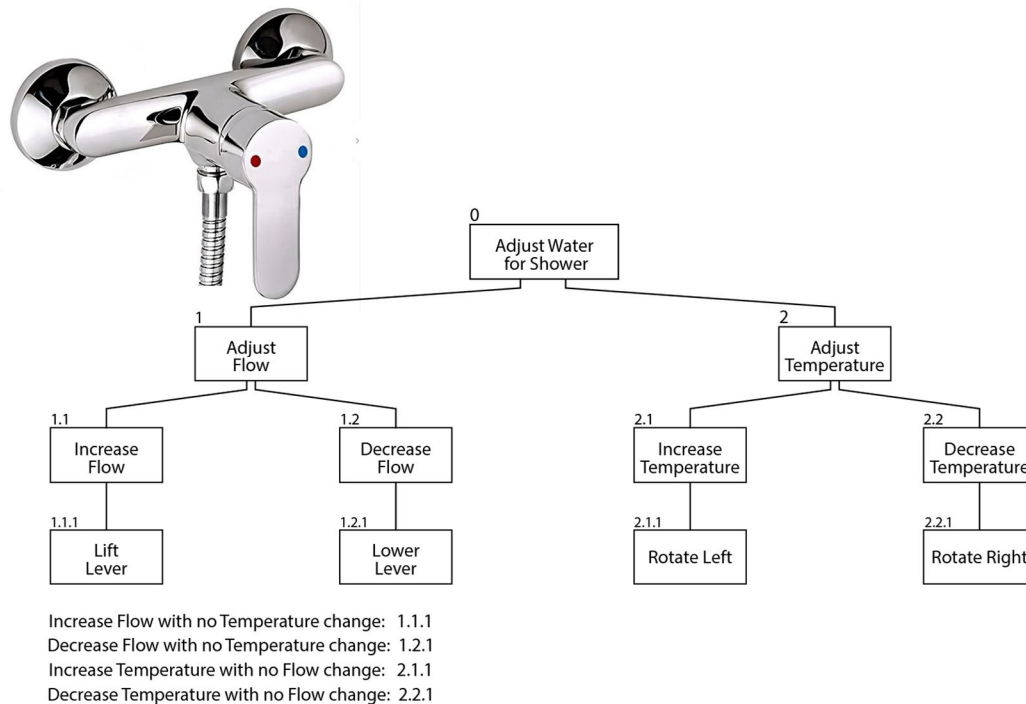 0
Adjust Water
for Shower
1
Adjust
Flow
2
Adjust
Temperature
1.1
Increase
Flow
1.2
Decrease
Flow
2.1
Increase
Temperature
2.2
Decrease
Temperature
1.1.1
Lift
Lever
1.2.1
Lower
Lever
2.1.1
Rotate Left
2.2.1
Rotate Right
Increase Flow with no Temperature change: 1.1.1
Decrease Flow with no Temperature change: 1.2.1
Increase Temperature with no Flow change: 2.1.1
Decrease Temperature with no Flow change: 2.2.1